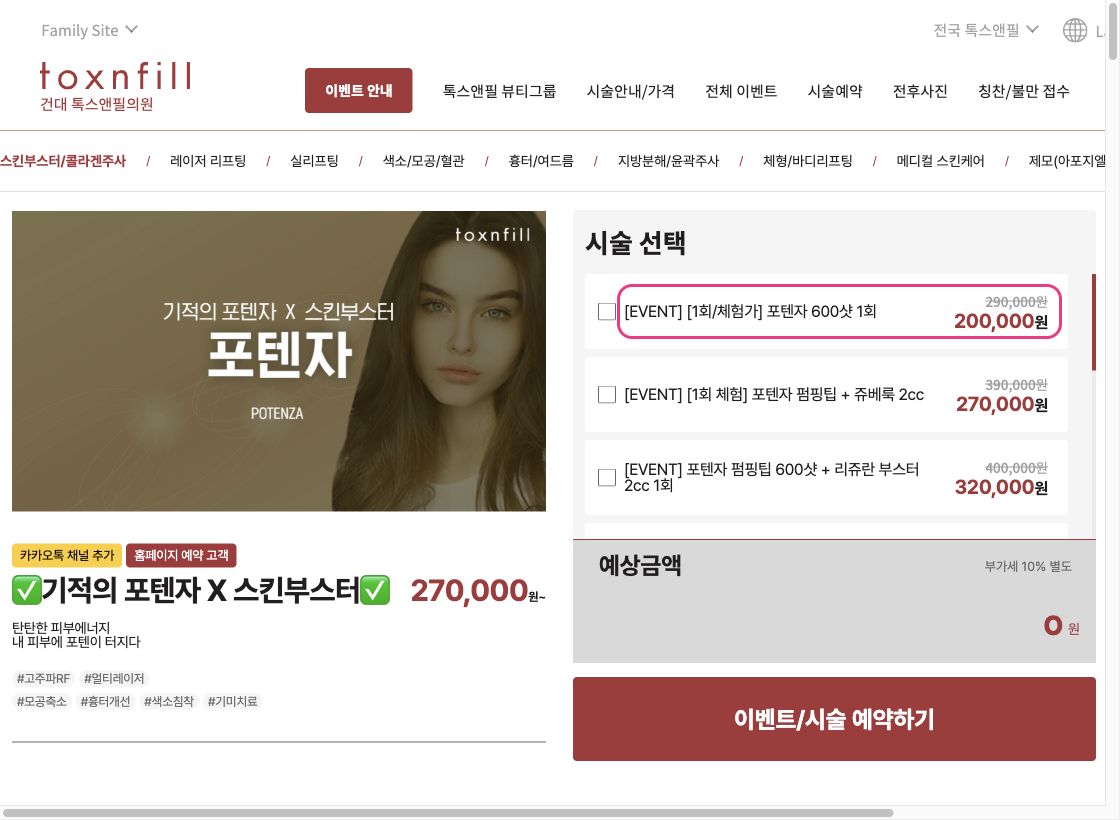 Family Site
전국 톡스앤필
toxnfill
건대 톡스앤필의원
이벤트 안내
톡스앤필 뷰티그룹
시술안내/가격
전체 이벤트
시술예약
전후사진
칭찬/불만 접수
스킨부스터/콜라겐주사 / 레이저 리프팅 / 실리프팅 / 색소/모공/혈관 / 흉터/여드름 / 지방분해/윤곽주사 / 체형/바디리프팅 / 메디컬 스킨케어 / 제모(아포지엘
toxnfill
기적의 포텐자 X 스킨부스터
포텐자
POTENZA
카카오톡 채널 추가
홈페이지 예약 고객
✅기적의 포텐자 X 스킨부스터✅ 270,000원~
탄탄한 피부에너지
내 피부에 포텐이 터지다
#고주파RF #멀티레이저
#모공축소 #흉터개선 #색소침착 #기미치료
시술 선택
[EVENT] [1회/체험가] 포텐자 600샷 1회
290,000원
200,000원
[EVENT] [1회 체험] 포텐자 펌핑팁 + 쥬베룩 2cc
390,000원
270,000원
[EVENT] 포텐자 펌핑팁 600샷 + 리쥬란 부스터
2cc 1회
400,000원
320,000원
예상금액
부가세 10% 별도
0 원
이벤트/시술 예약하기